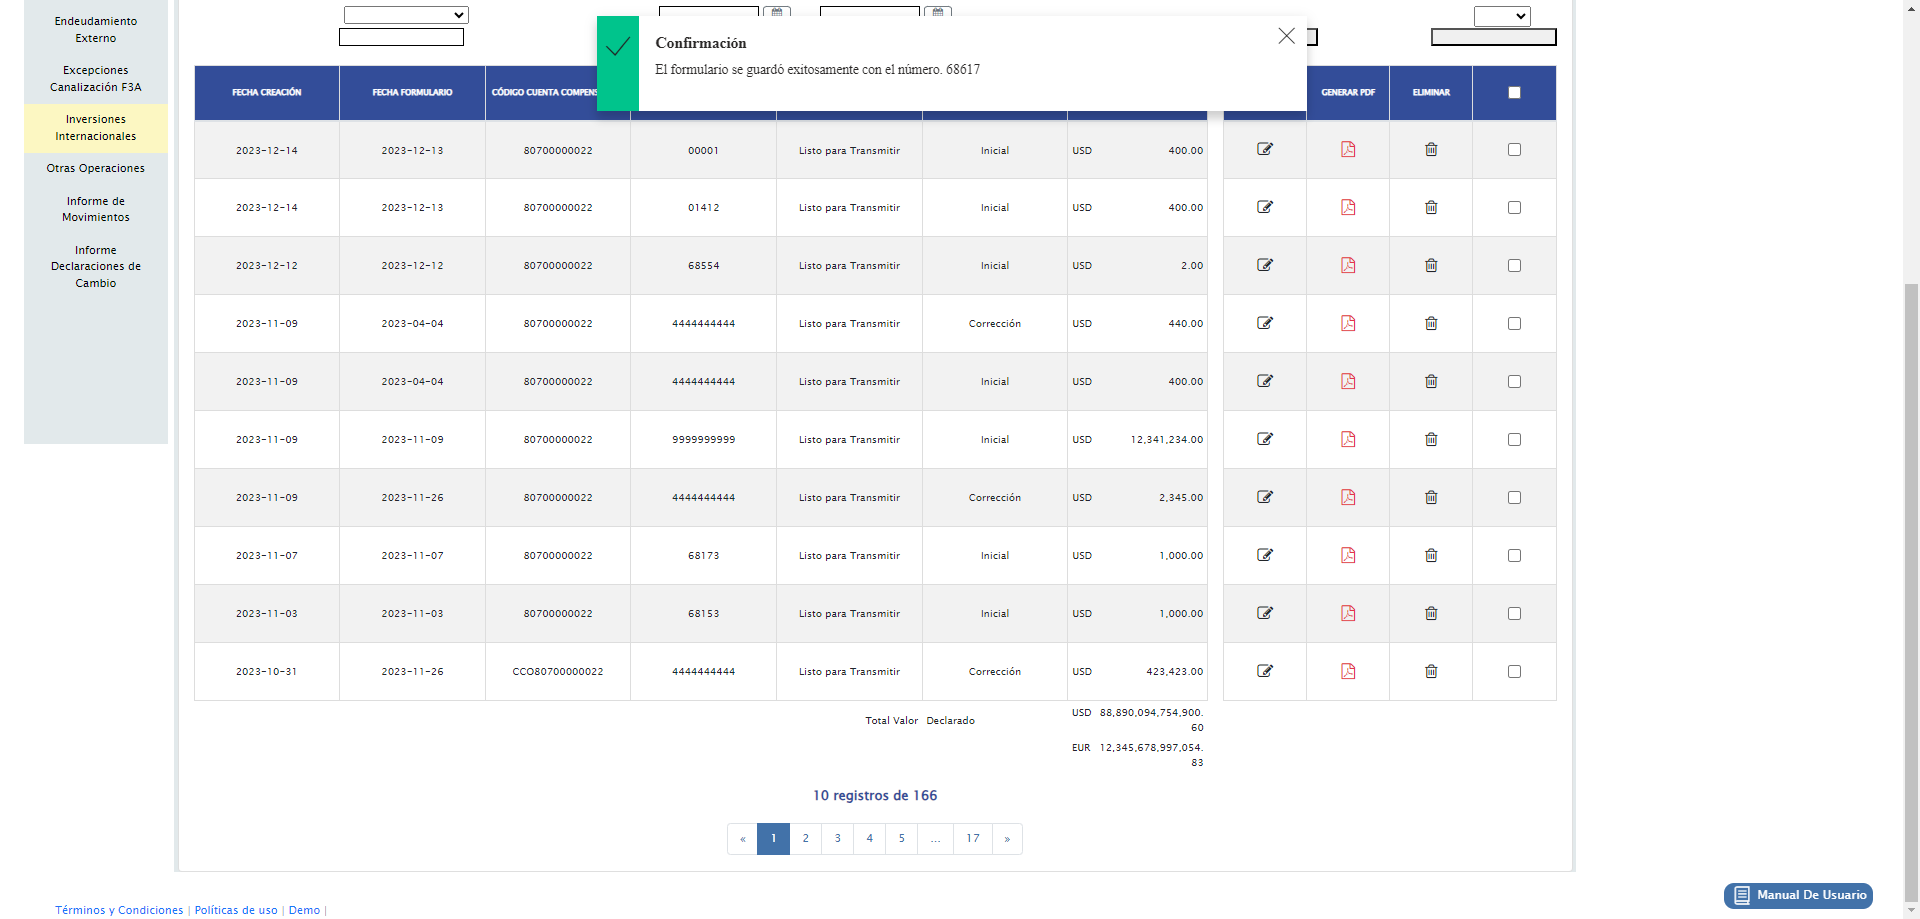 Endeudamiento
Externo
Excepciones
Canalización F3A
Inversiones
Internacionales
Otras Operaciones
Informe de
Movimientos
Informe
Declaraciones de
Cambio
Confirmación
El formulario se guardó exitosamente con el número. 68617
FECHA CREACIÓN FECHA FORMULARIO CÓDIGO CUENTA COMPENS GENERAR PDF ELIMINAR
2023-12-14 2023-12-13 80700000022 00001 Listo para Transmitir Inicial USD 400.00
2023-12-14 2023-12-13 80700000022 01412 Listo para Transmitir Inicial USD 400.00
2023-12-12 2023-12-12 80700000022 68554 Listo para Transmitir Inicial USD 2.00
2023-11-09 2023-04-04 80700000022 4444444444 Listo para Transmitir Corrección USD 440.00
2023-11-09 2023-04-04 80700000022 4444444444 Listo para Transmitir Inicial USD 400.00
2023-11-09 2023-11-09 80700000022 9999999999 Listo para Transmitir Inicial USD 12,341,234.00
2023-11-09 2023-11-26 80700000022 4444444444 Listo para Transmitir Corrección USD 2,345.00
2023-11-07 2023-11-07 80700000022 68173 Listo para Transmitir Inicial USD 1,000.00
2023-11-03 2023-11-03 80700000022 68153 Listo para Transmitir Inicial USD 1,000.00
2023-10-31 2023-11-26 CCO80700000022 4444444444 Listo para Transmitir Corrección USD 423,423.00
Total Valor Declarado USD 88,890,094,754,900.
60
EUR 12,345,678,997,054.
83
10 registros de 166
« 1 2 3 4 5 ... 17 »
Manual De Usuario
Términos y Condiciones | Políticas de uso | Demo |